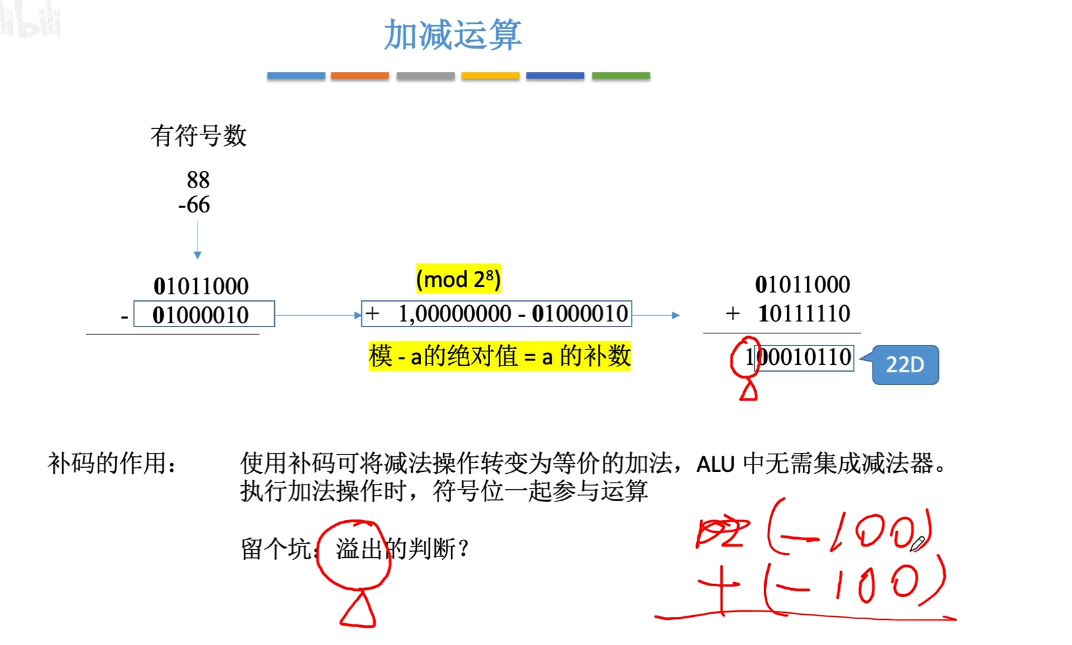 bilibili
加减运算
有符号数
88
-66
01011000
- 01000010
(mod 2⁸)
+ 1,00000000 - 01000010
模 - a的绝对值 = a 的补数
01011000
+ 10111110
100010110
22D
补码的作用：
使用补码可将减法操作转变为等价的加法，ALU 中无需集成减法器。
执行加法操作时，符号位一起参与运算
留个坑：溢出的判断？
(-100)
+(-100)